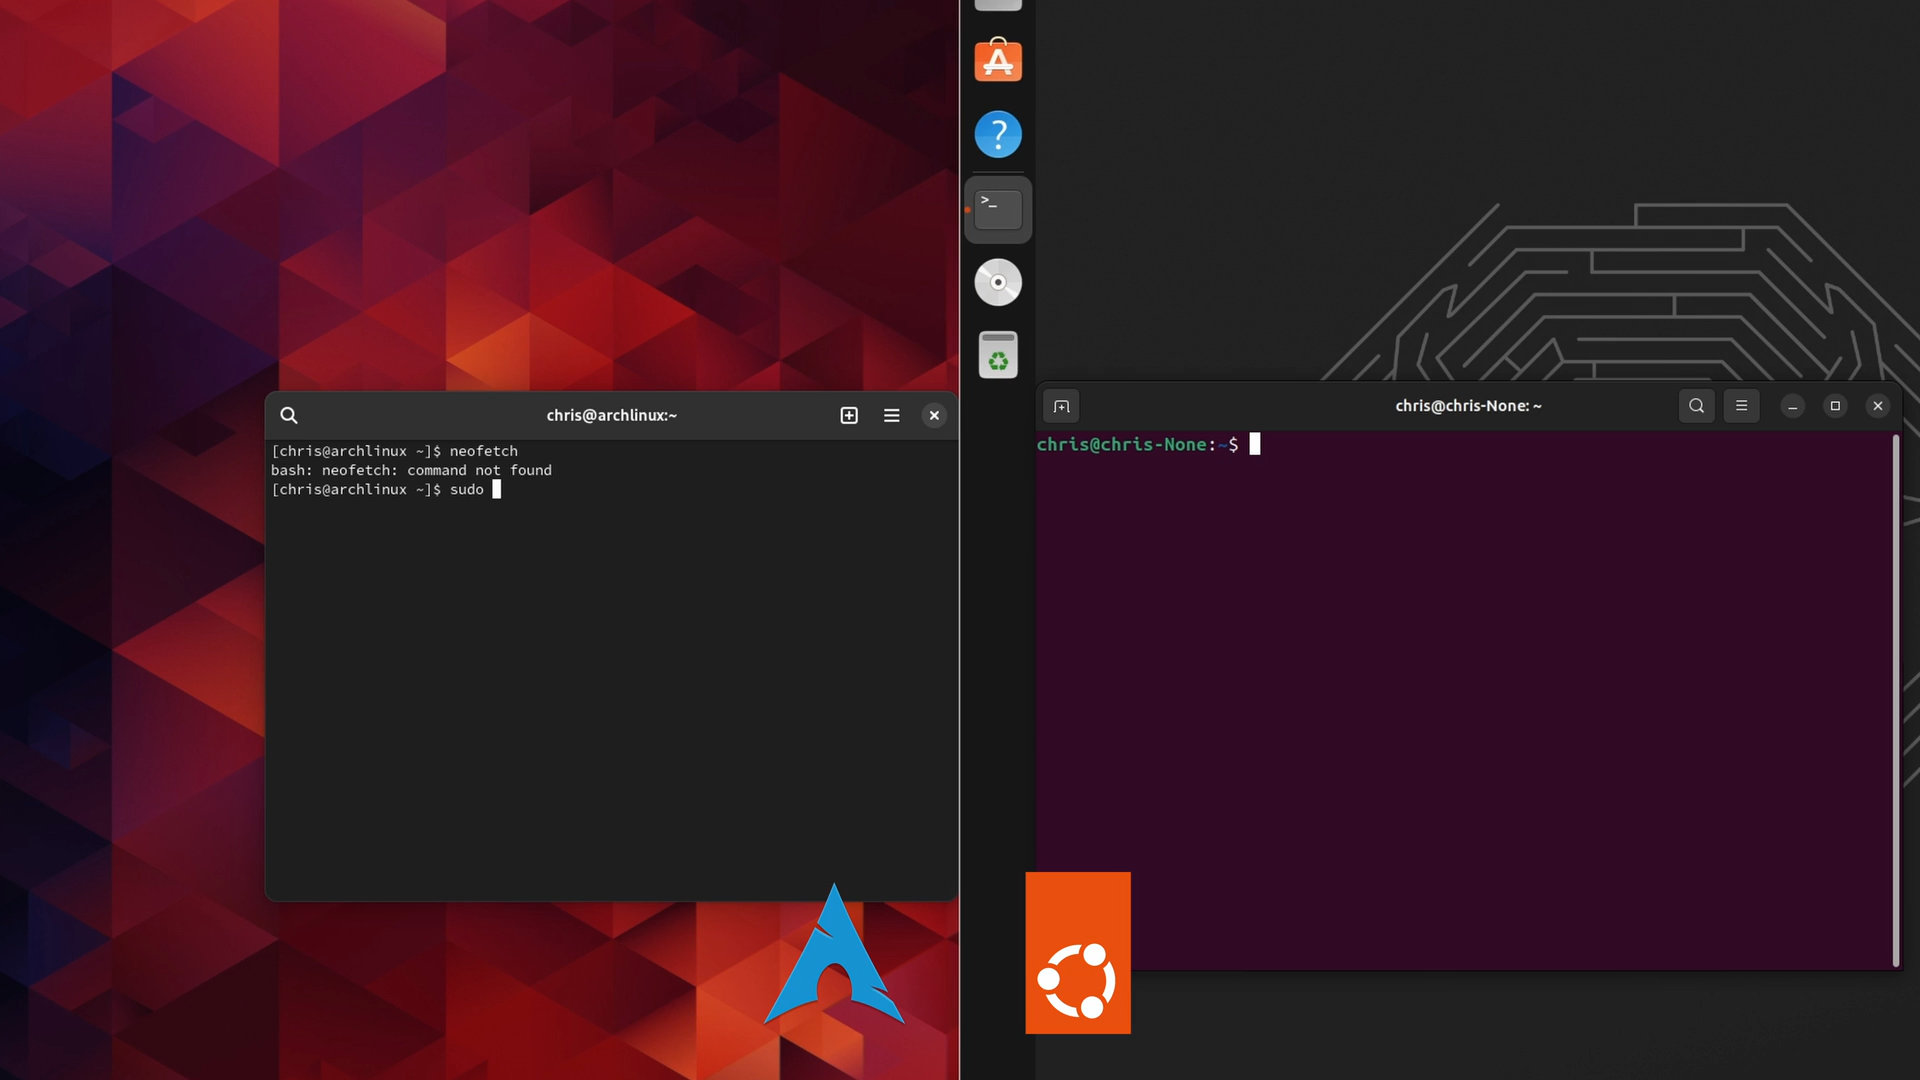 chris@archlinux:~
[chris@archlinux ~]$ neofetch
bash: neofetch: command not found
[chris@archlinux ~]$ sudo
?
>_
chris@chris-None: ~
chris@chris-None:~$